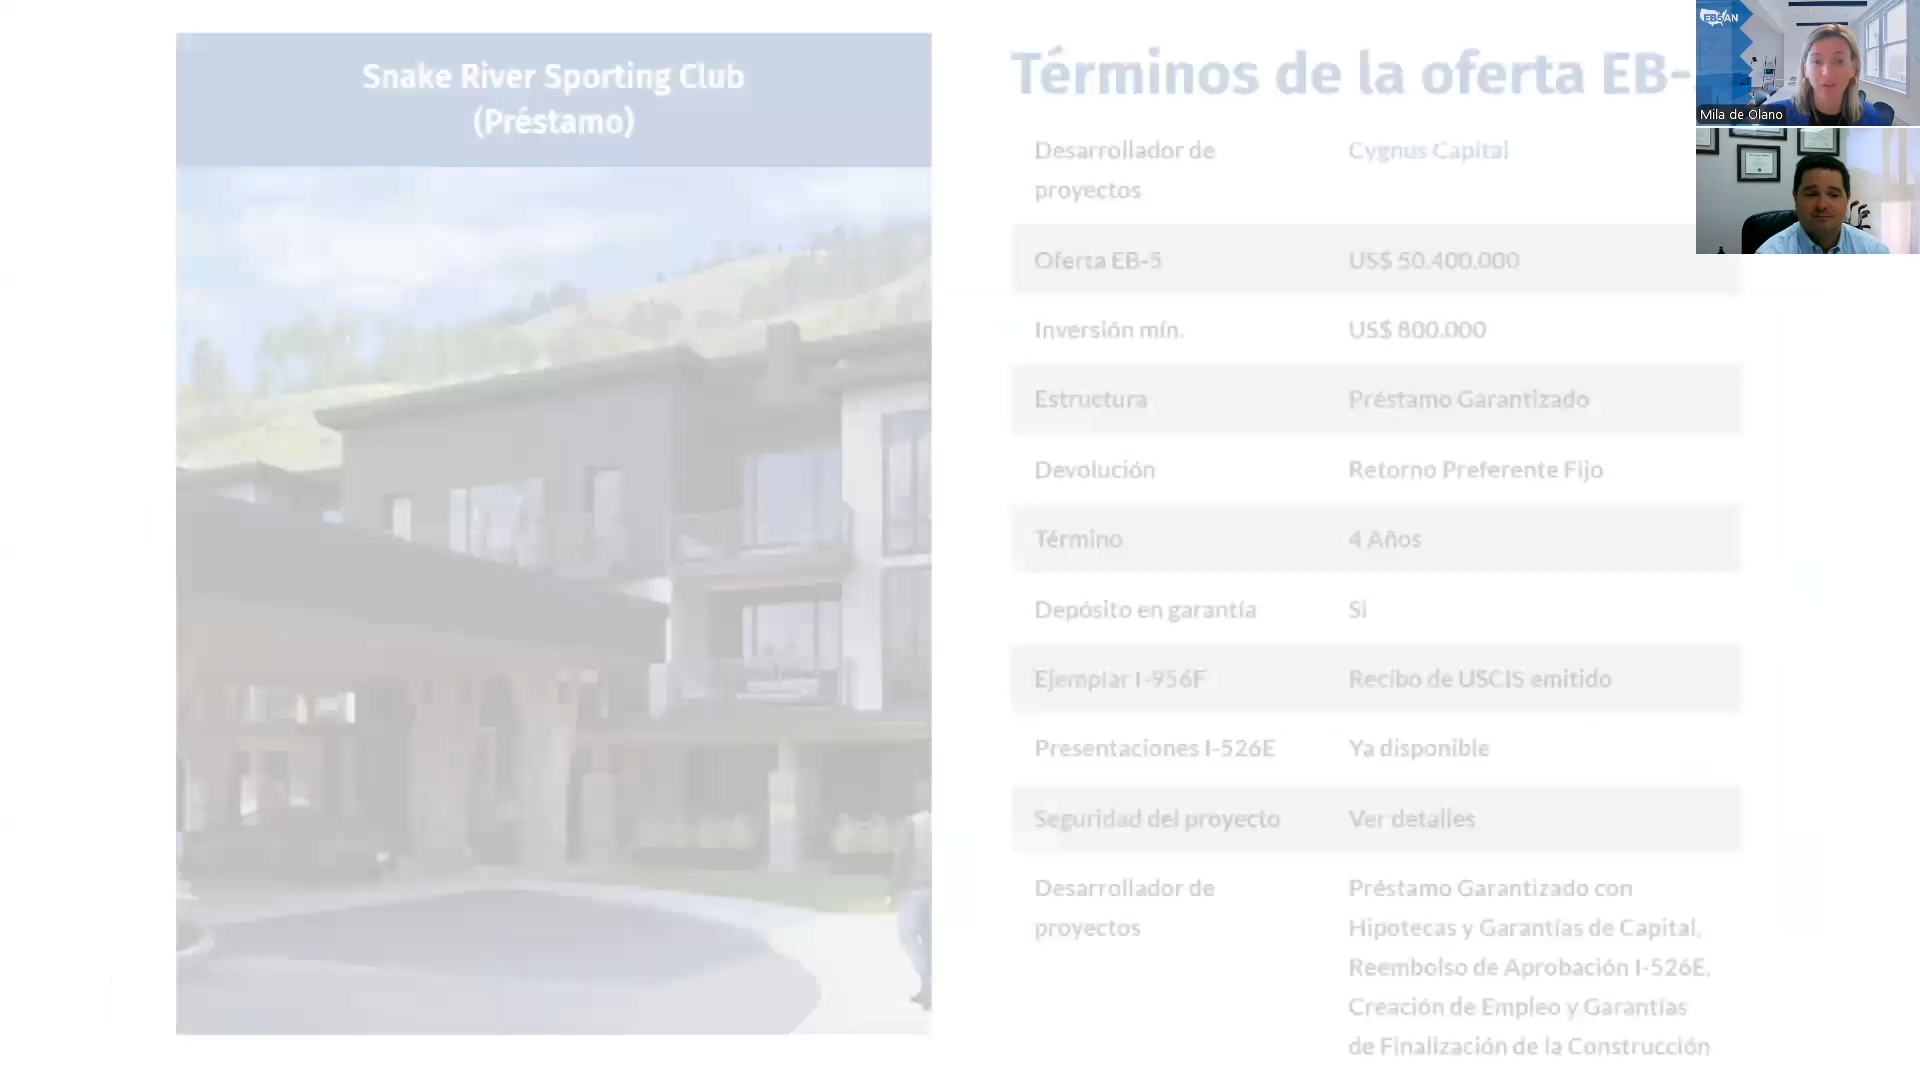 Snake River Sporting Club
(Préstamo)
Términos de la oferta EB-
Desarrollador de
proyectos
Cygnus Capital
Oferta EB-5
US$ 50.400.000
Inversión mín.
US$ 800.000
Estructura
Préstamo Garantizado
Devolución
Retorno Preferente Fijo
Término
4 Años
Depósito en garantía
Si
Ejemplar I-956F
Recibo de USCIS emitido
Presentaciones I-526E
Ya disponible
Seguridad del proyecto
Ver detalles
Desarrollador de
proyectos
Préstamo Garantizado con
Hipotecas y Garantías de Capital,
Reembolso de Aprobación I-526E,
Creación de Empleo y Garantías
de Finalización de la Construcción
EB5AN
Mila de Olano